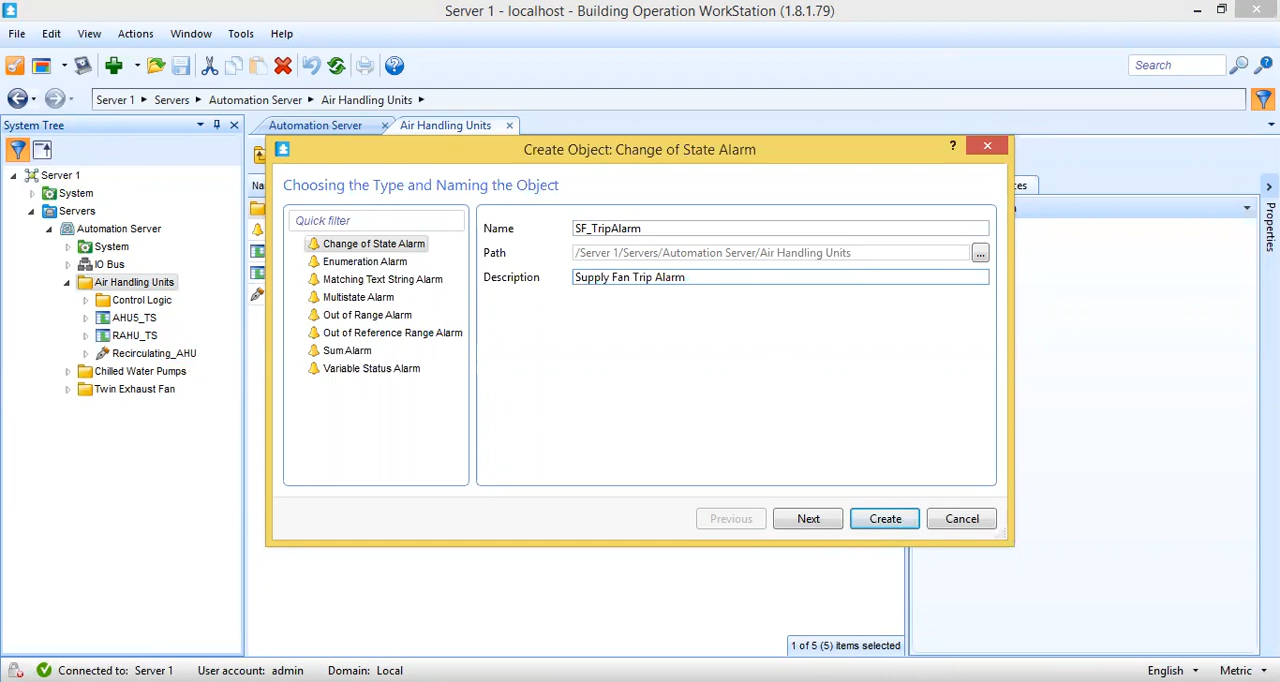 Server 1 - localhost - Building Operation WorkStation (1.8.1.79)
File Edit View Actions Window Tools Help
Search
Server 1 Servers Automation Server Air Handling Units
System Tree
Automation Server
Air Handling Units
Server 1
System
Servers
Automation Server
System
IO Bus
Air Handling Units
Control Logic
AHU5_TS
RAHU_TS
Recirculating_AHU
Chilled Water Pumps
Twin Exhaust Fan
Create Object: Change of State Alarm
?
Choosing the Type and Naming the Object
Quick filter
Change of State Alarm
Enumeration Alarm
Matching Text String Alarm
Multistate Alarm
Out of Range Alarm
Out of Reference Range Alarm
Sum Alarm
Variable Status Alarm
Name SF_TripAlarm
Path /Server 1/Servers/Automation Server/Air Handling Units ...
Description Supply Fan Trip Alarm
Previous Next Create Cancel
Properties
1 of 5 (5) items selected
Connected to: Server 1 User account: admin Domain: Local English Metric